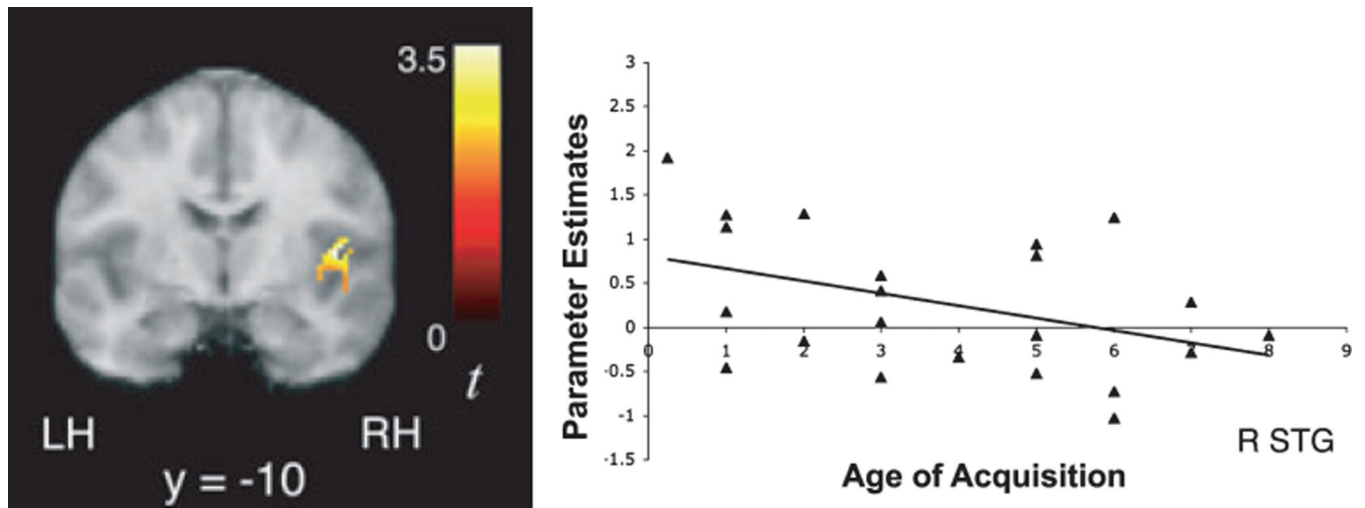 3.5
0
t
LH RH
y = -10
Parameter Estimates
3
2.5
2
1.5
1
0.5
0
-0.5
-1
-1.5
0 1 2 3 4 5 6 7 8 9
R STG
Age of Acquisition